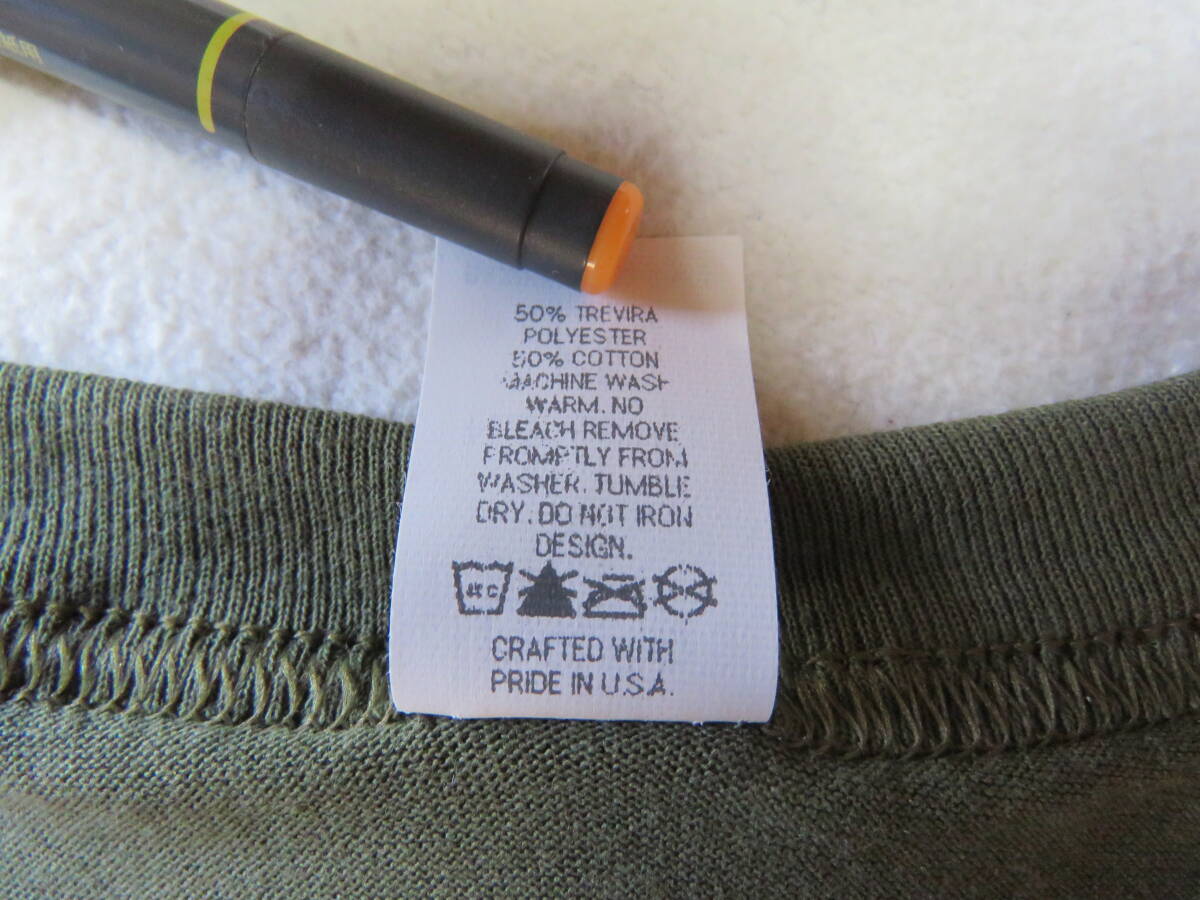 50% TREVIRA
POLYESTER
50% COTTON
MACHINE WASH
WARM. NO
BLEACH REMOVE
PROMPTLY FROM
WASHER. TUMBLE
DRY. DO NOT IRON
DESIGN.
CRAFTED WITH
PRIDE IN U.S.A.